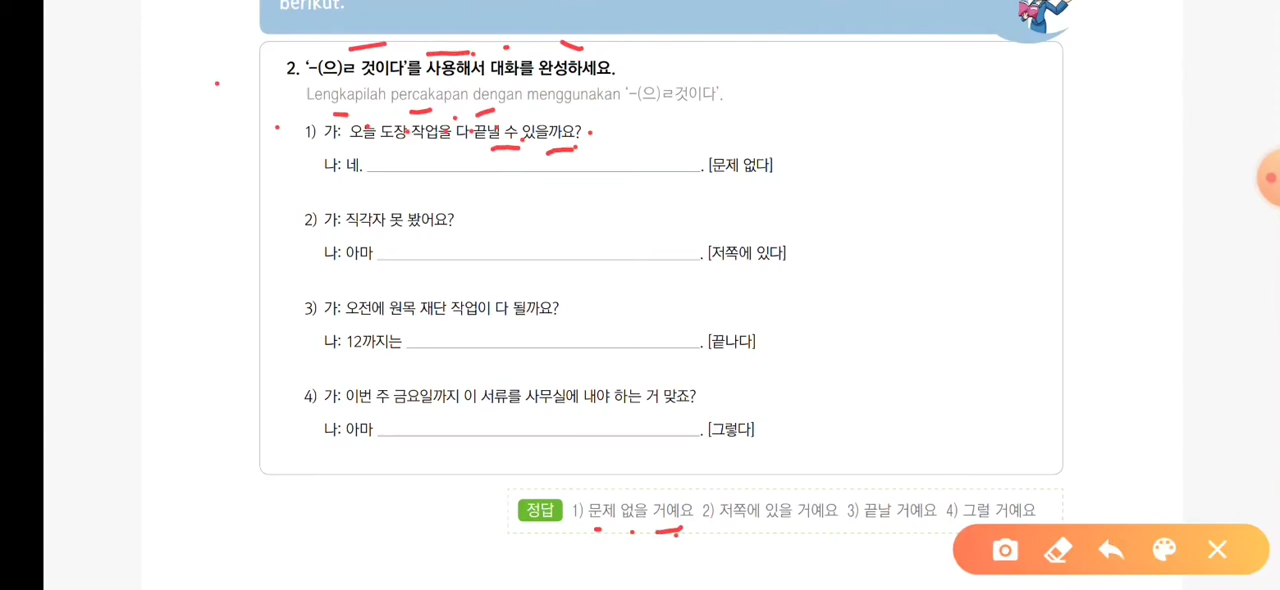 berikut.
2. '-(으)ㄹ 것이다'를 사용해서 대화를 완성하세요.
Lengkapilah percakapan dengan menggunakan '-(으)ㄹ것이다'.
1) 가: 오늘 도장 작업을 다 끝낼 수 있을까요?
나: 네. ______________________. [문제 없다]
2) 가: 직각자 못 봤어요?
나: 아마 ______________________. [저쪽에 있다]
3) 가: 오전에 원목 재단 작업이 다 될까요?
나: 12까지는 ______________________. [끝나다]
4) 가: 이번 주 금요일까지 이 서류를 사무실에 내야 하는 거 맞죠?
나: 아마 ______________________. [그렇다]
정답 1) 문제 없을 거예요 2) 저쪽에 있을 거예요 3) 끝날 거예요 4) 그럴 거예요